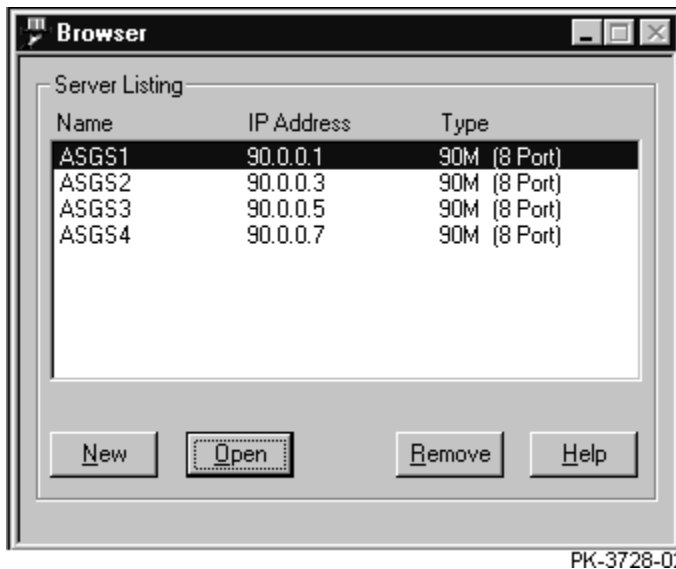 Browser
Server Listing
Name IP Address Type
ASGS1 90.0.0.1 90M (8 Port)
ASGS2 90.0.0.3 90M (8 Port)
ASGS3 90.0.0.5 90M (8 Port)
ASGS4 90.0.0.7 90M (8 Port)
New Open Remove Help